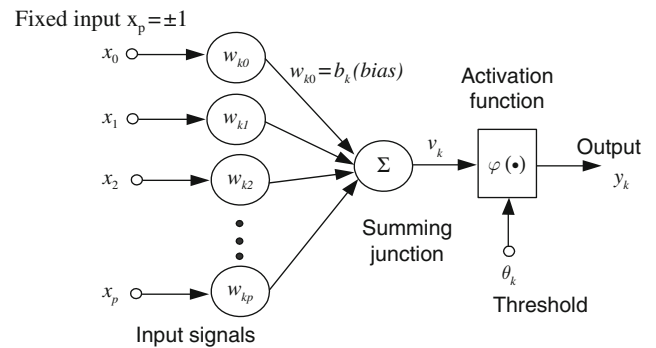 Fixed input x_p = ±1
x_0
w_k0
w_k0 = b_k (bias)
Activation
function
x_1
w_k1
Σ
v_k
φ(•)
Output
y_k
x_2
w_k2
Summing
junction
θ_k
Threshold
x_p
w_kp
Input signals